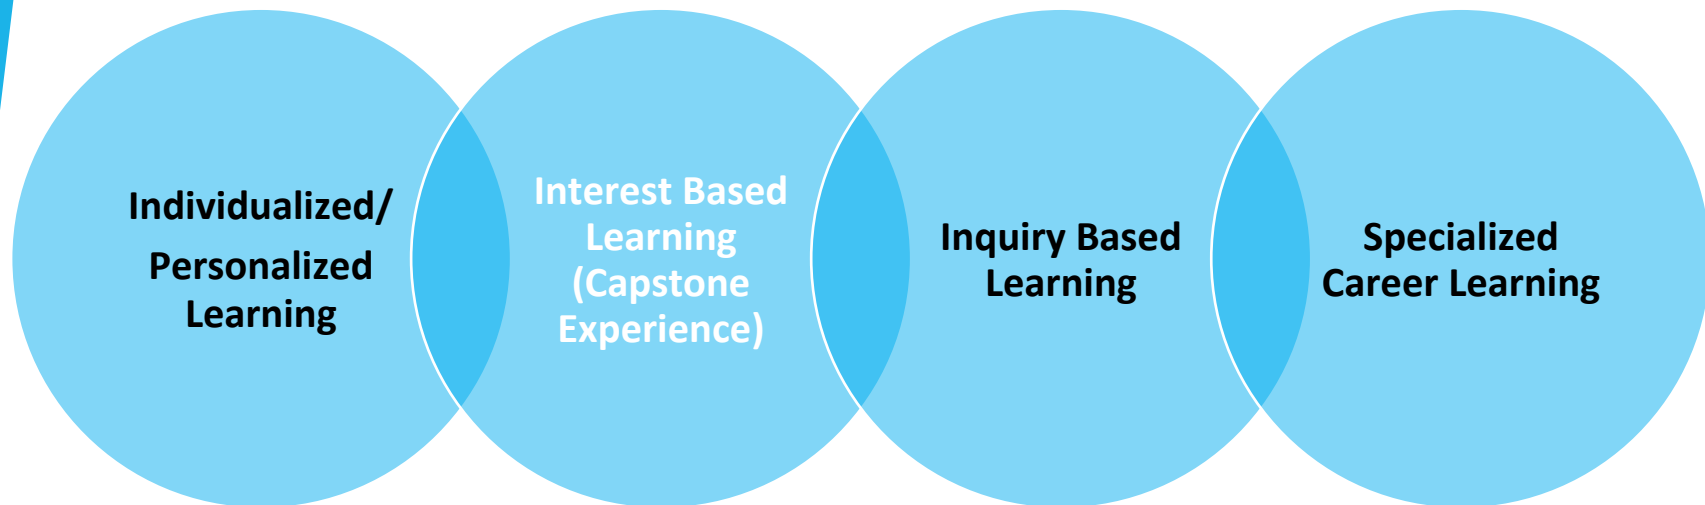 Individualized/
Personalized
Learning
Interest Based
Learning
(Capstone
Experience)
Inquiry Based
Learning
Specialized
Career Learning